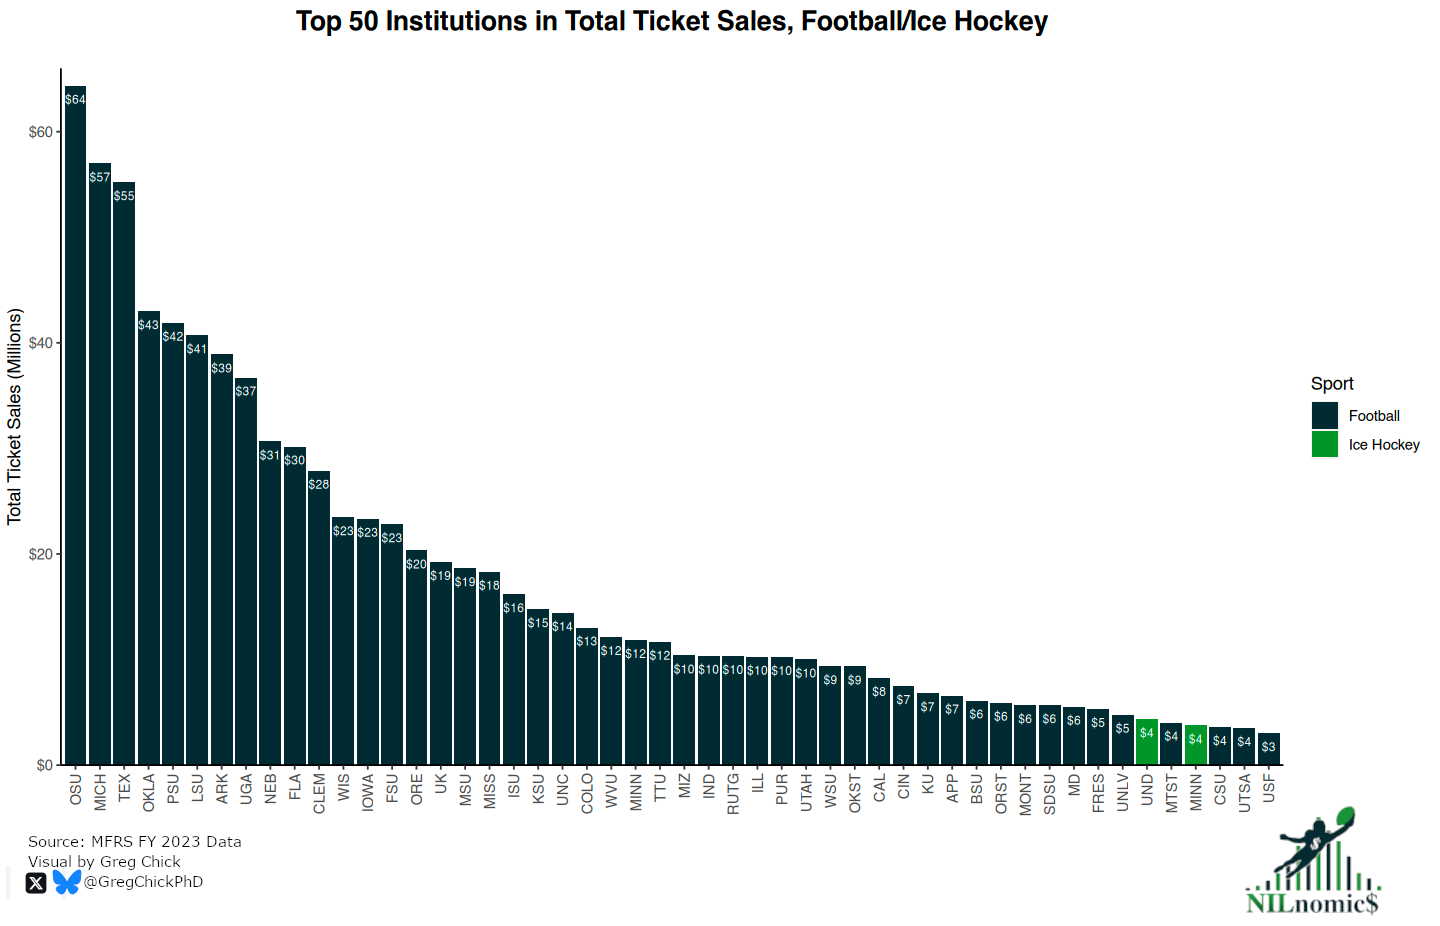 Top 50 Institutions in Total Ticket Sales, Football/Ice Hockey
Total Ticket Sales (Millions)
$60
$40
$20
$0
$64 $57 $55 $43 $42 $41 $39 $37 $31 $30 $28 $23 $23 $23 $20 $19 $19 $18 $16 $15 $14 $13 $12 $12 $12 $10 $10 $10 $10 $10 $10 $9 $9 $8 $7 $7 $7 $6 $6 $6 $6 $6 $5 $5 $4 $4 $4 $4 $4 $3
OSU MICH TEX OKLA PSU LSU ARK UGA NEB FLA CLEM WIS IOWA FSU ORE UK MSU MISS ISU KSU UNC COLO WVU MINN TTU MIZ IND RUTG ILL PUR UTAH WSU OKST CAL CIN KU APP BSU ORST MONT SDSU MD FRES UNLV UND MTST MINN CSU UTSA USF
Sport
Football
Ice Hockey
Source: MFRS FY 2023 Data
Visual by Greg Chick
@GregChickPhD
$
NILnomic$